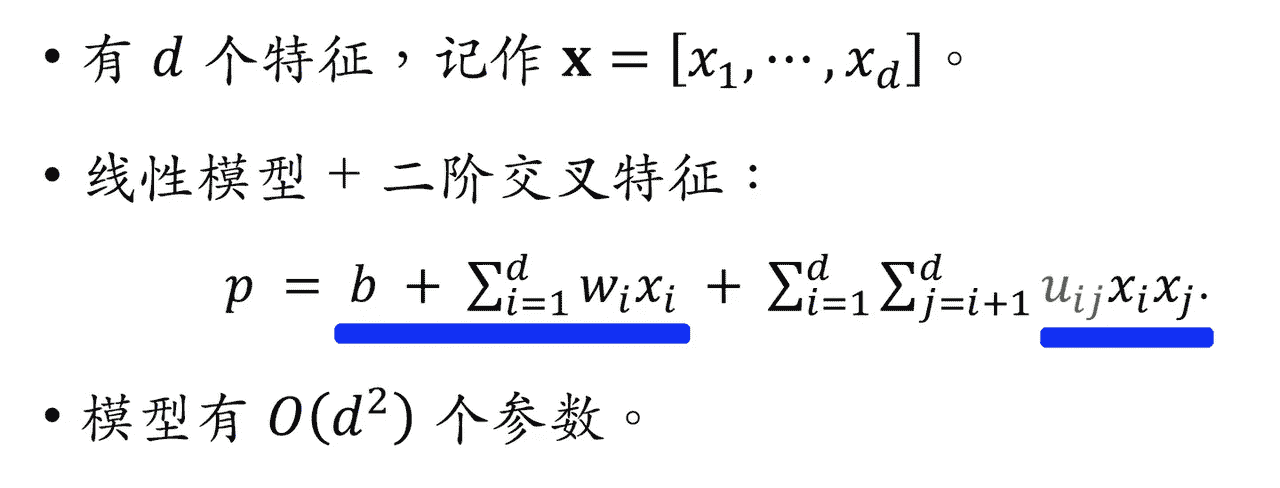 • 有 d 个特征，记作 𝐱 = [x₁, ⋯ , x_d]。
• 线性模型 + 二阶交叉特征：
p = b + ∑_{i=1}^{d} w_i x_i + ∑_{i=1}^{d} ∑_{j=i+1}^{d} u_{ij} x_i x_j.
• 模型有 O(d²) 个参数。